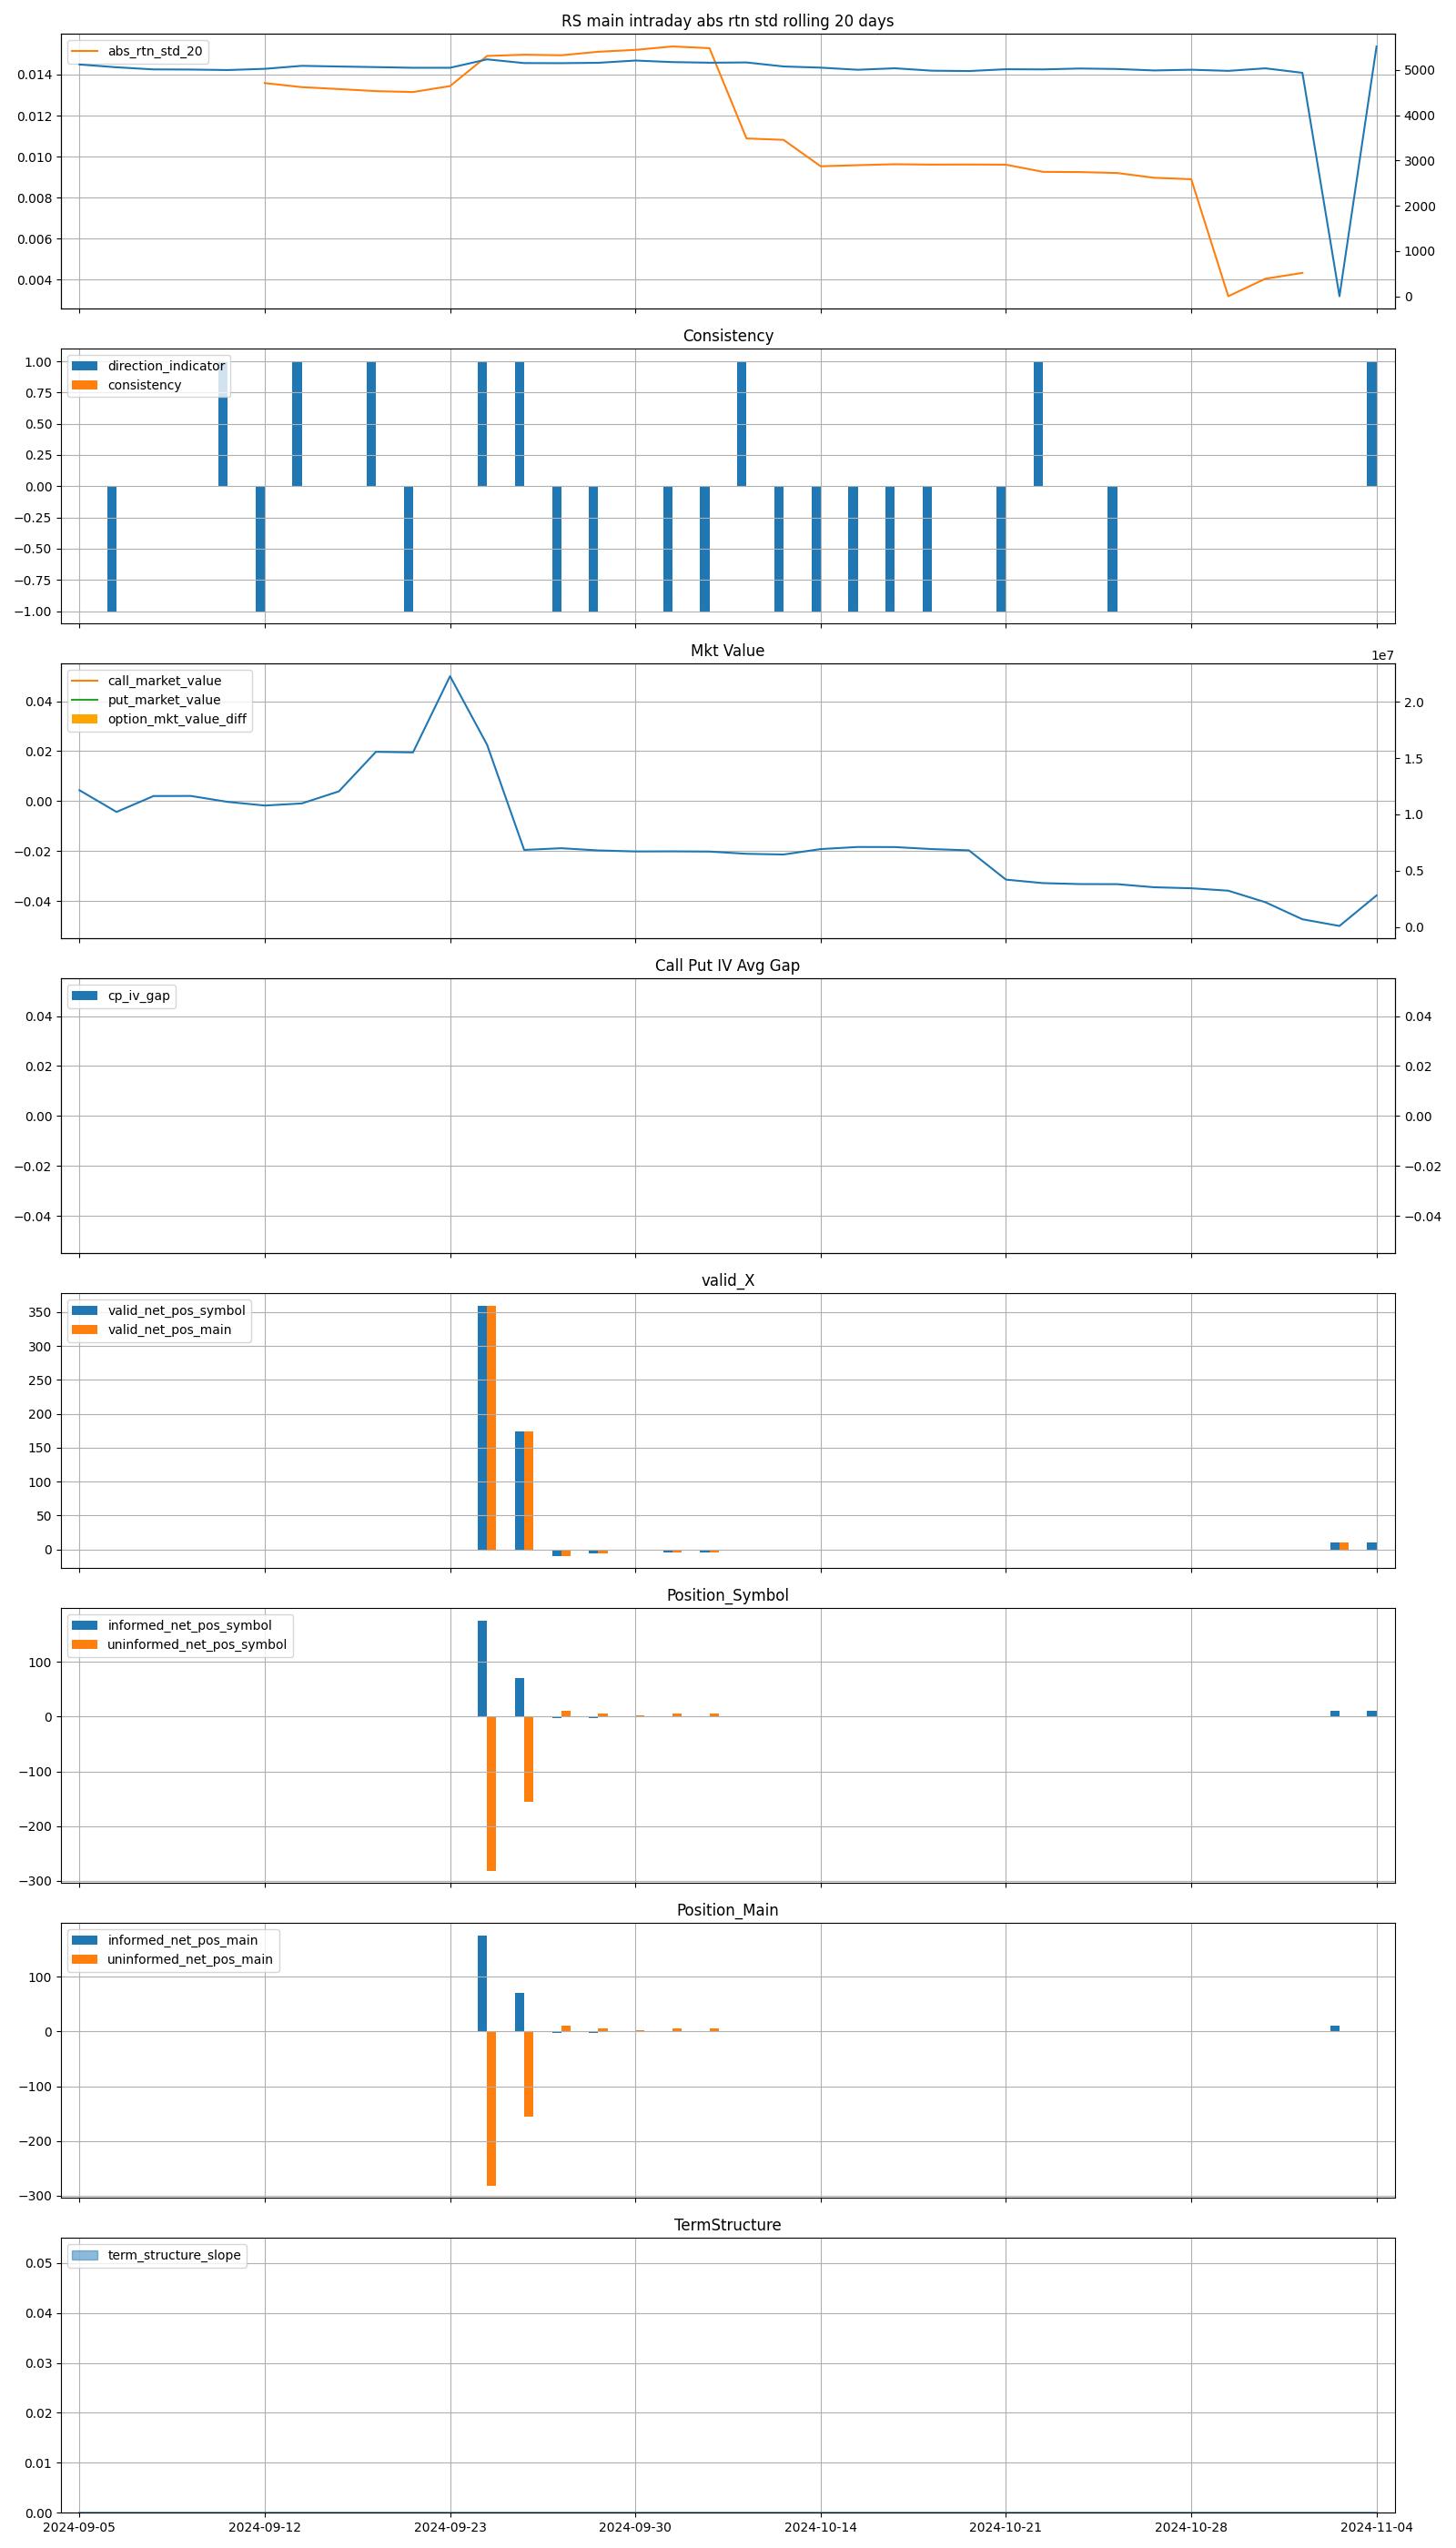 RS main intraday abs rtn std rolling 20 days
abs_rtn_std_20
0.014
0.012
0.010
0.008
0.006
0.004
5000
4000
3000
2000
1000
0
Consistency
direction_indicator
consistency
1.00
0.75
0.50
0.25
0.00
−0.25
−0.50
−0.75
−1.00
Mkt Value
1e7
call_market_value
put_market_value
option_mkt_value_diff
0.04
0.02
0.00
−0.02
−0.04
2.0
1.5
1.0
0.5
0.0
Call Put IV Avg Gap
cp_iv_gap
0.04
0.02
0.00
−0.02
−0.04
0.04
0.02
0.00
−0.02
−0.04
valid_X
valid_net_pos_symbol
valid_net_pos_main
350
300
250
200
150
100
50
0
Position_Symbol
informed_net_pos_symbol
uninformed_net_pos_symbol
100
0
−100
−200
−300
Position_Main
informed_net_pos_main
uninformed_net_pos_main
100
0
−100
−200
−300
TermStructure
term_structure_slope
0.05
0.04
0.03
0.02
0.01
0.00
2024-09-05 2024-09-12 2024-09-23 2024-09-30 2024-10-14 2024-10-21 2024-10-28 2024-11-04